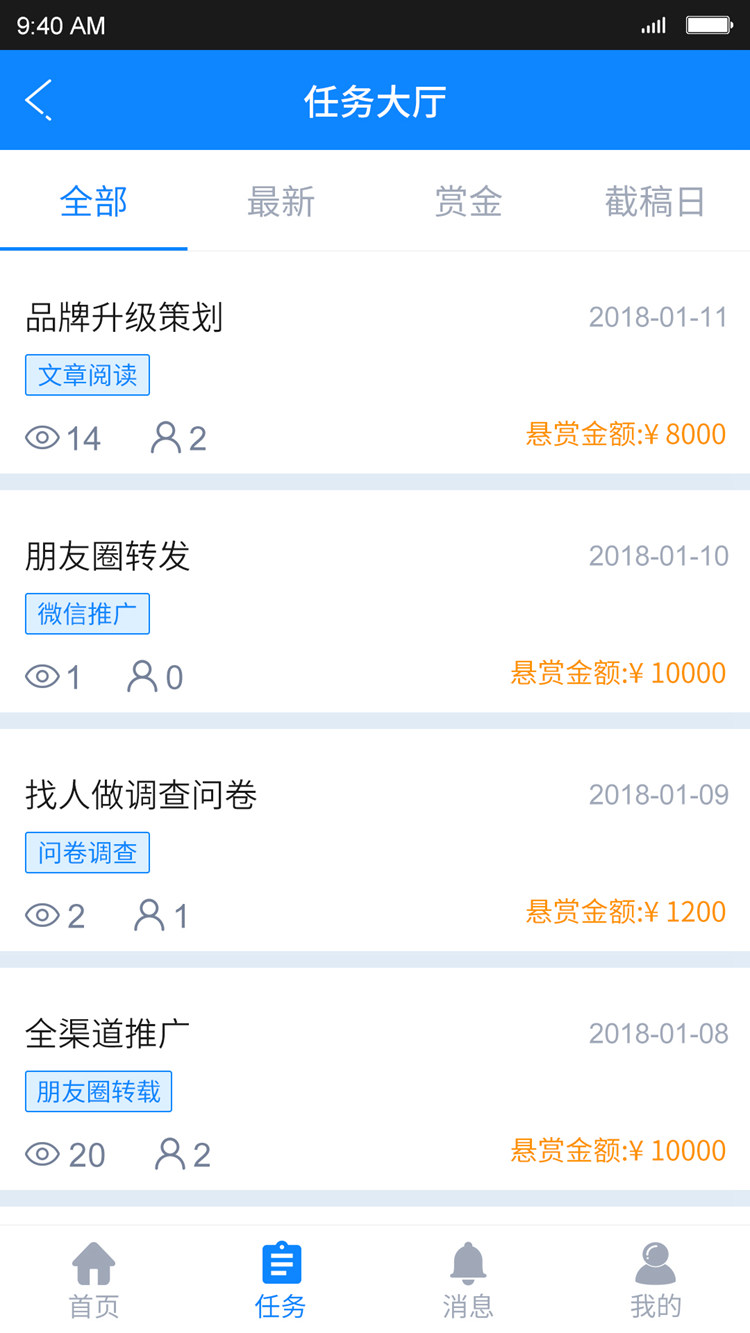 9:40 AM
任务大厅
全部 最新 赏金 截稿日
品牌升级策划 2018-01-11
文章阅读
14 2 悬赏金额:¥ 8000
朋友圈转发 2018-01-10
微信推广
1 0 悬赏金额:¥ 10000
找人做调查问卷 2018-01-09
问卷调查
2 1 悬赏金额:¥ 1200
全渠道推广 2018-01-08
朋友圈转载
20 2 悬赏金额:¥ 10000
首页 任务 消息 我的